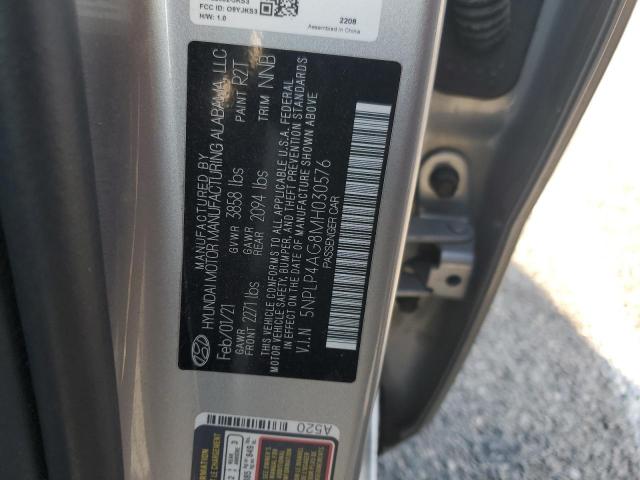 FCC ID: O9YJKS3
H/W: 1.0
2208
Assembled in China
MANUFACTURED BY
HYUNDAI MOTOR MANUFACTURING ALABAMA, LLC
Feb/01/21 GVWR 3858 lbs PAINT R2T
GAWR FRONT 2271 lbs GAWR REAR 2094 lbs TRIM NNB
THIS VEHICLE CONFORMS TO ALL APPLICABLE U.S.A. FEDERAL
MOTOR VEHICLE SAFETY, BUMPER, AND THEFT PREVENTION STANDARDS
IN EFFECT ON THE DATE OF MANUFACTURE SHOWN ABOVE
V.I.N 5NPLP4AG8MH030576
PASSENGER CAR
A520